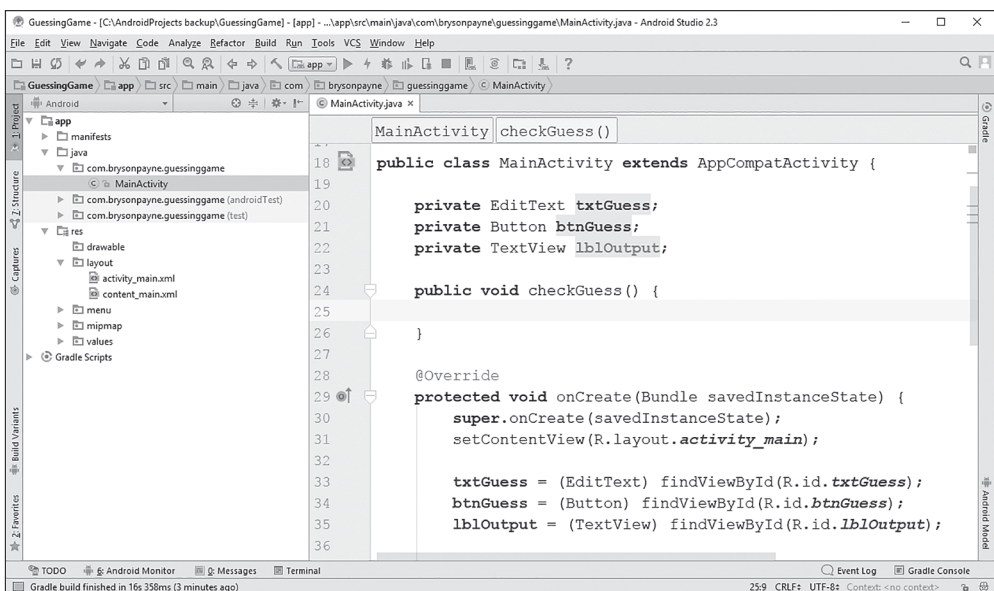 GuessingGame - [C:\AndroidProjects backup\GuessingGame] - [app] - ...\app\src\main\java\com\brysonpayne\guessinggame\MainActivity.java - Android Studio 2.3
File Edit View Navigate Code Analyze Refactor Build Run Tools VCS Window Help
app
GuessingGame app src main java com brysonpayne guessinggame MainActivity
Android
MainActivity.java
1: Project
7: Structure
Captures
Build Variants
2: Favorites
app
manifests
java
com.brysonpayne.guessinggame
MainActivity
com.brysonpayne.guessinggame (androidTest)
com.brysonpayne.guessinggame (test)
res
drawable
layout
activity_main.xml
content_main.xml
menu
mipmap
values
Gradle Scripts
MainActivity checkGuess()
18 public class MainActivity extends AppCompatActivity {
19
20 private EditText txtGuess;
21 private Button btnGuess;
22 private TextView lblOutput;
23
24 public void checkGuess() {
25
26 }
27
28 @Override
29 protected void onCreate(Bundle savedInstanceState) {
30 super.onCreate(savedInstanceState);
31 setContentView(R.layout.activity_main);
32
33 txtGuess = (EditText) findViewById(R.id.txtGuess);
34 btnGuess = (Button) findViewById(R.id.btnGuess);
35 lblOutput = (TextView) findViewById(R.id.lblOutput);
36
Gradle
Android Model
TODO 6: Android Monitor 0: Messages Terminal Event Log Gradle Console
Gradle build finished in 16s 358ms (3 minutes ago) 25:9 CRLF UTF-8 Context: <no context>